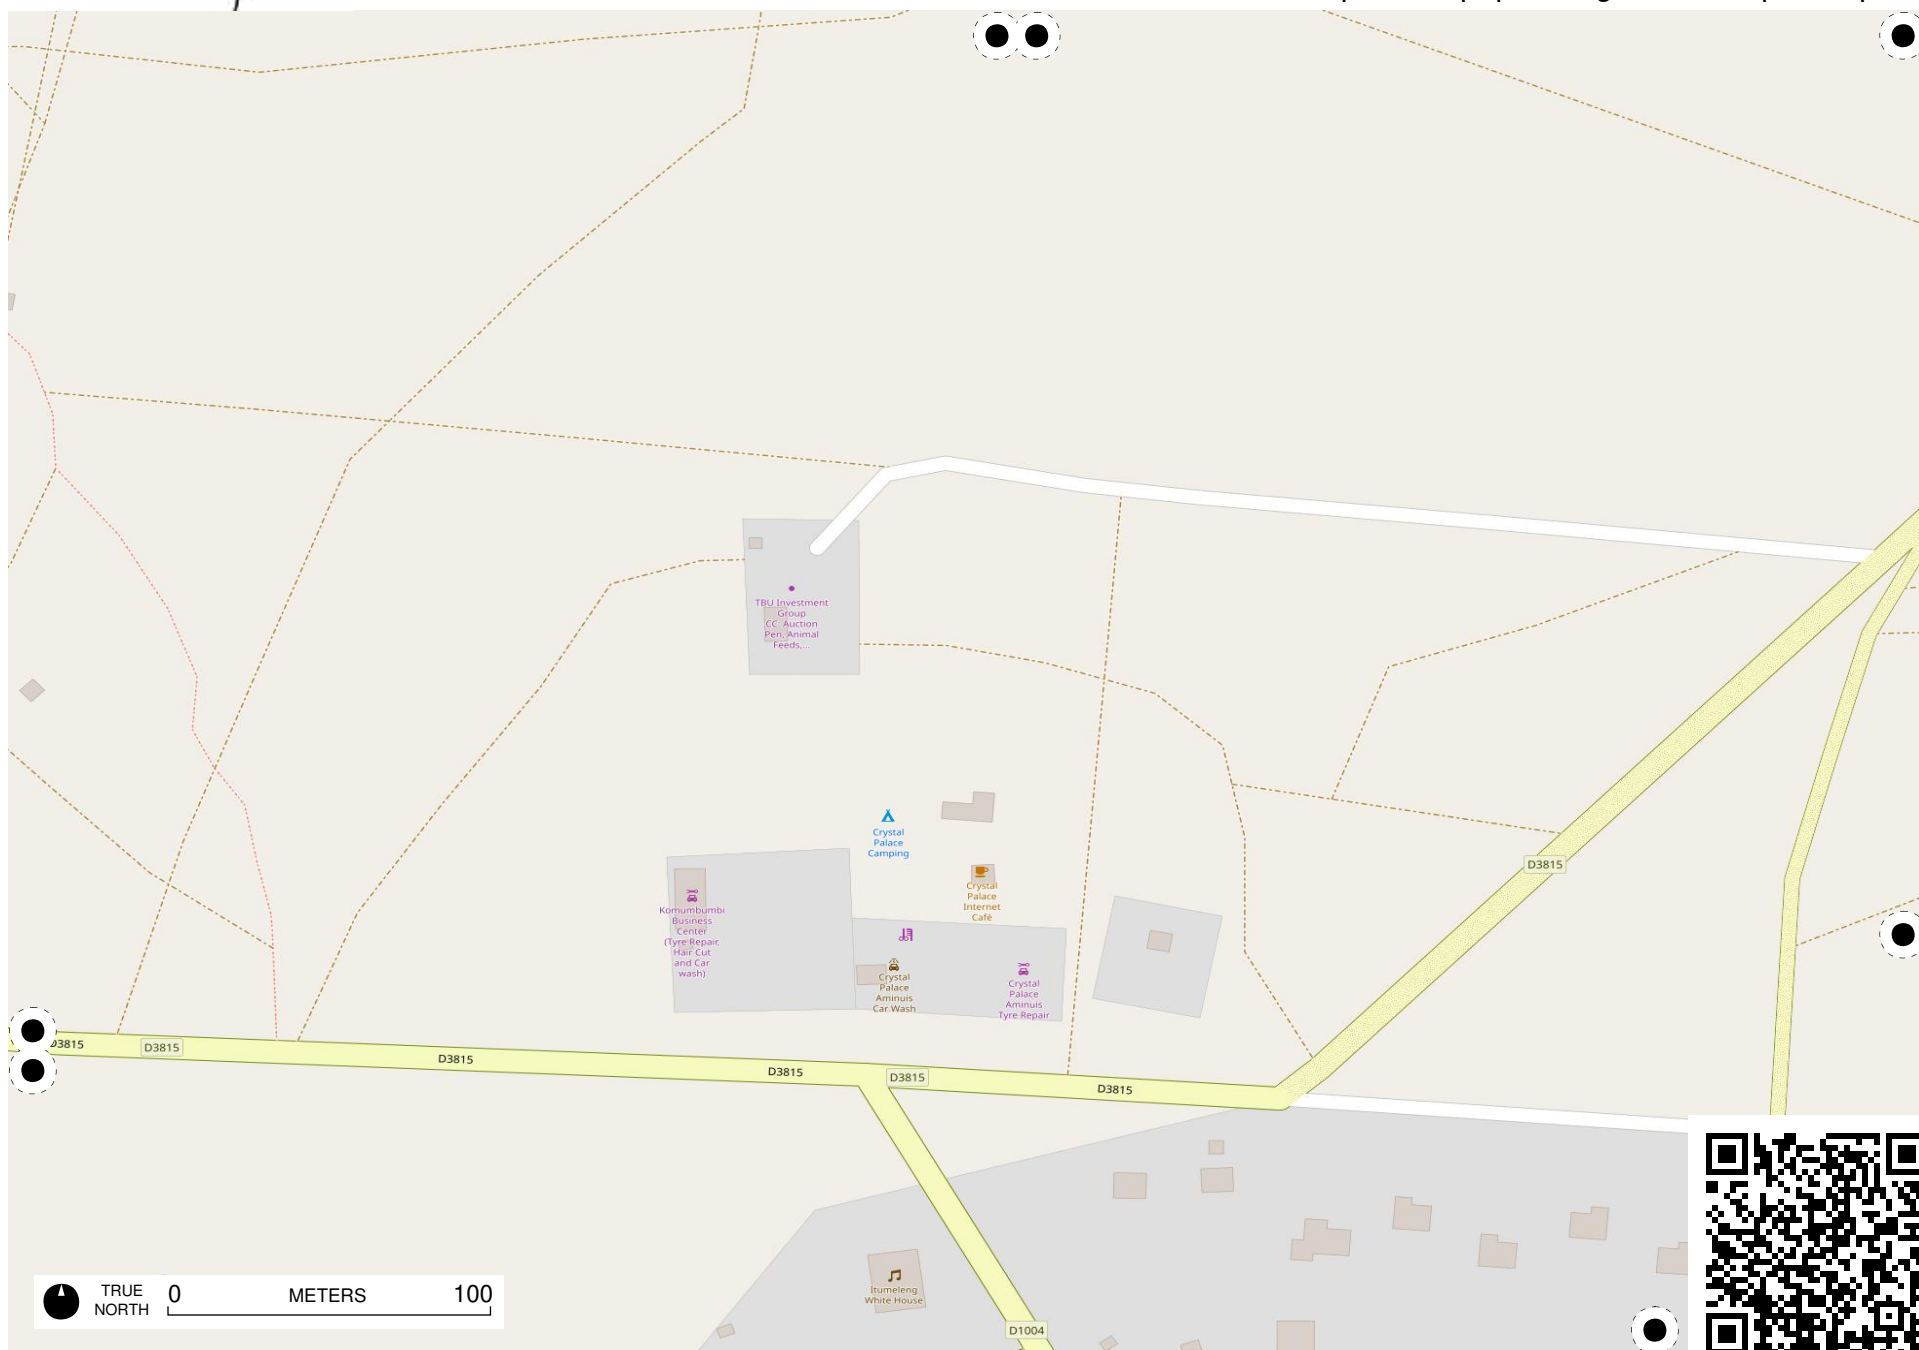 TBU Investment
Group
CC: Auction
Pen, Animal
Feeds,...
Crystal
Palace
Camping
Crystal
Palace
Internet
Café
D3815
Komumbumbi
Business
Center
(Tyre Repair,
Hair Cut
and Car
wash)
Crystal
Palace
Aminuis
Car Wash
Crystal
Palace
Aminuis
Tyre Repair
D3815
D3815
D3815
D3815
D3815
D3815
Itumeleng
White House
D1004
TRUE
NORTH
0 METERS 100